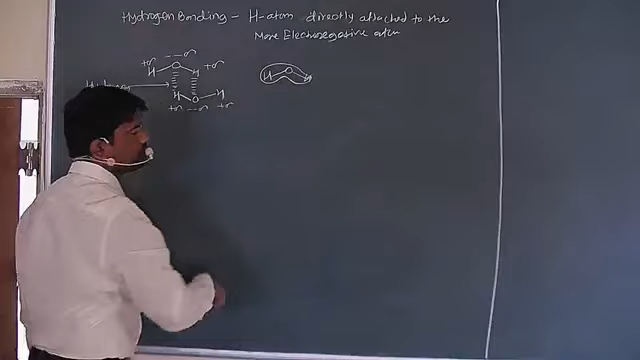 Hydrogen Bonding - H-atom directly attached to the
More Electronegative atom
--δ
+δ O
H H +δ
H O H
+δ --δ +δ
H O H